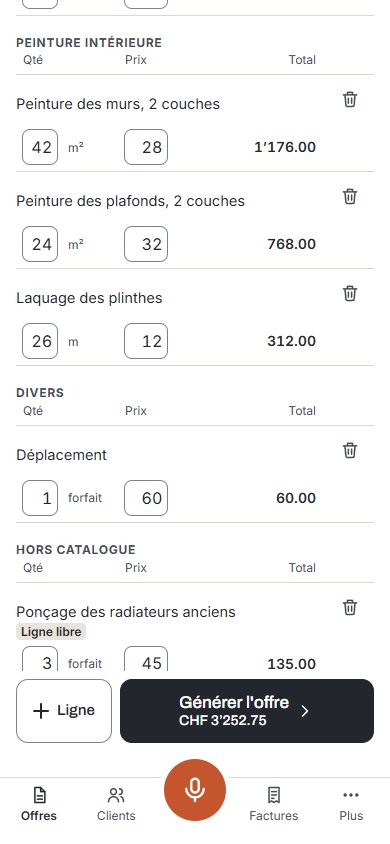 PEINTURE INTÉRIEURE
Qté Prix Total
Peinture des murs, 2 couches
42 m² 28 1’176.00
Peinture des plafonds, 2 couches
24 m² 32 768.00
Laquage des plinthes
26 m 12 312.00
DIVERS
Qté Prix Total
Déplacement
1 forfait 60 60.00
HORS CATALOGUE
Qté Prix Total
Ponçage des radiateurs anciens
Ligne libre
3 forfait 45 135.00
Ligne
Générer l'offre
CHF 3’252.75
Offres Clients Factures Plus